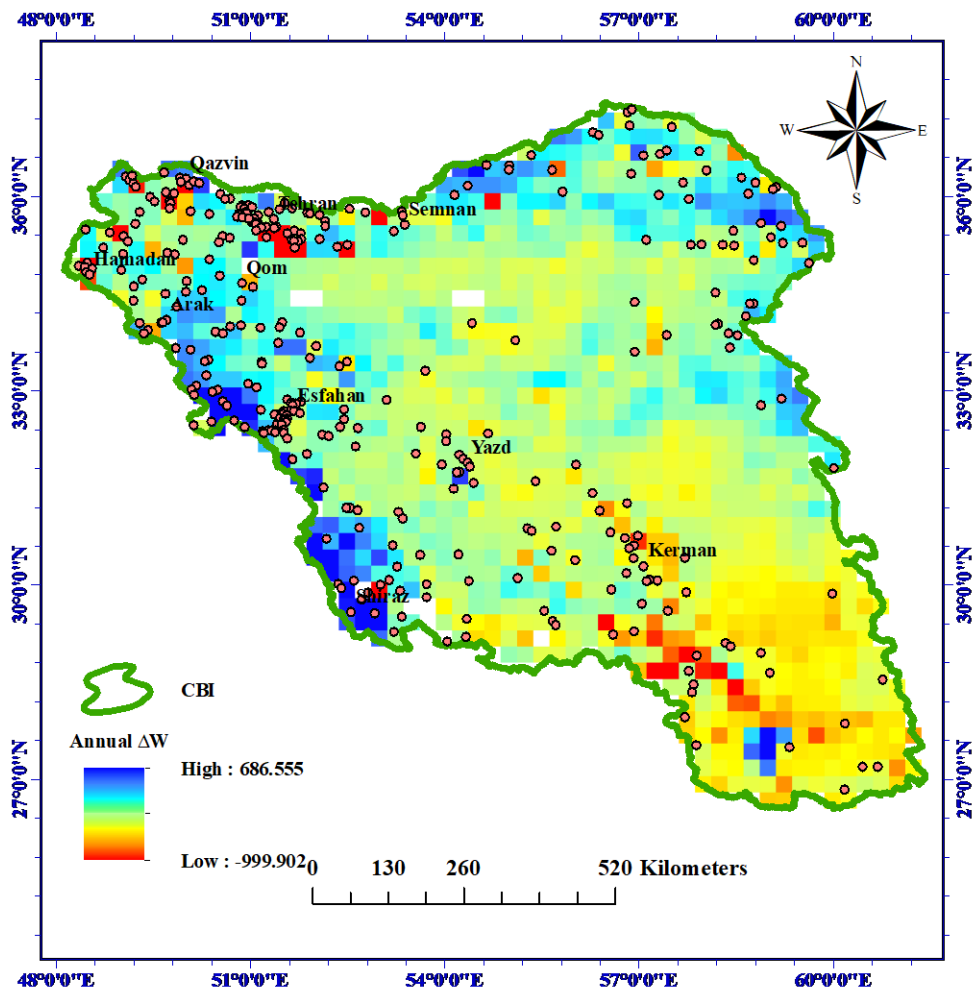 48°0'0"E 51°0'0"E 54°0'0"E 57°0'0"E 60°0'0"E
N
W E
S
36°0'0"N 36°0'0"N
Qazvin
Tehran
Semnan
Hamadan
Qom
Arak
33°0'0"N 33°0'0"N
Esfahan
Yazd
Kerman
30°0'0"N 30°0'0"N
Shiraz
CBI
Annual ΔW
High : 686.555
27°0'0"N 27°0'0"N
Low : -999.902
0 130 260 520 Kilometers
48°0'0"E 51°0'0"E 54°0'0"E 57°0'0"E 60°0'0"E